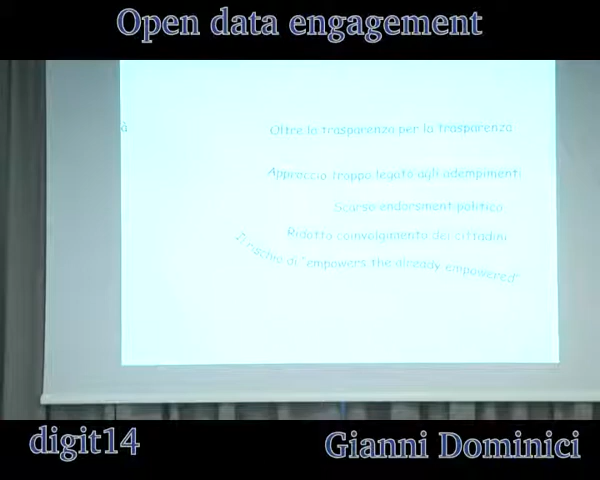 Open data engagement
à
Oltre la trasparenza per la trasparenza
Approccio troppo legato agli adempimenti
Scarso endorsment politico
Ridotto coinvolgimento dei cittadini
Il rischio di "empowers the already empowered"
digit14
Gianni Dominici